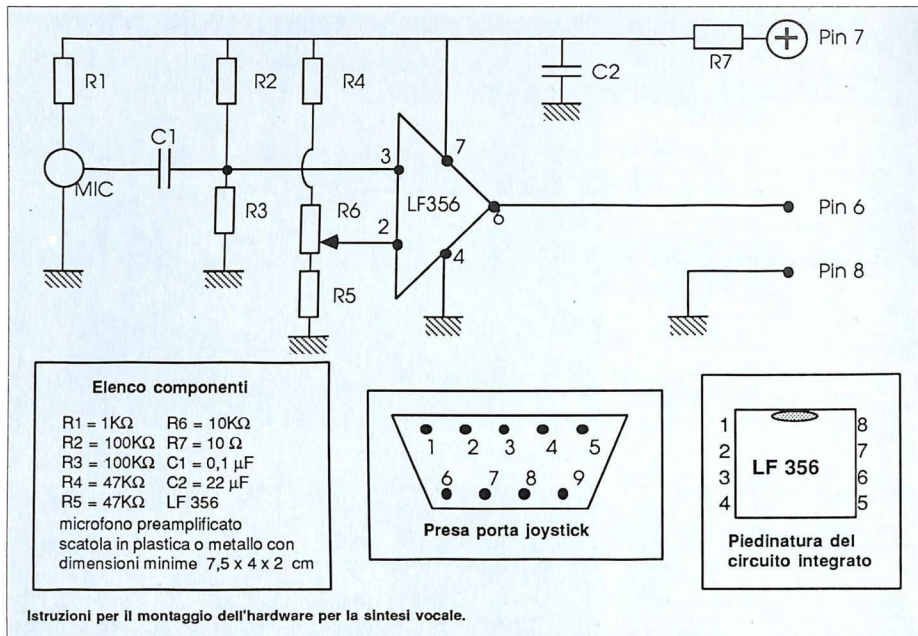 R1
R2
R4
R7
Pin 7
C2
C1
MIC
3
7
LF356
R3
R6
2
6
4
Pin 6
Pin 8
R5
Elenco componenti
R1 = 1KΩ R6 = 10KΩ
R2 = 100KΩ R7 = 10 Ω
R3 = 100KΩ C1 = 0,1 µF
R4 = 47KΩ C2 = 22 µF
R5 = 47KΩ LF 356
microfono preamplificato
scatola in plastica o metallo con
dimensioni minime 7,5 x 4 x 2 cm
1 2 3 4 5
6 7 8 9
Presa porta joystick
1 8
2 7
LF 356
3 6
4 5
Piedinatura del
circuito integrato
Istruzioni per il montaggio dell'hardware per la sintesi vocale.